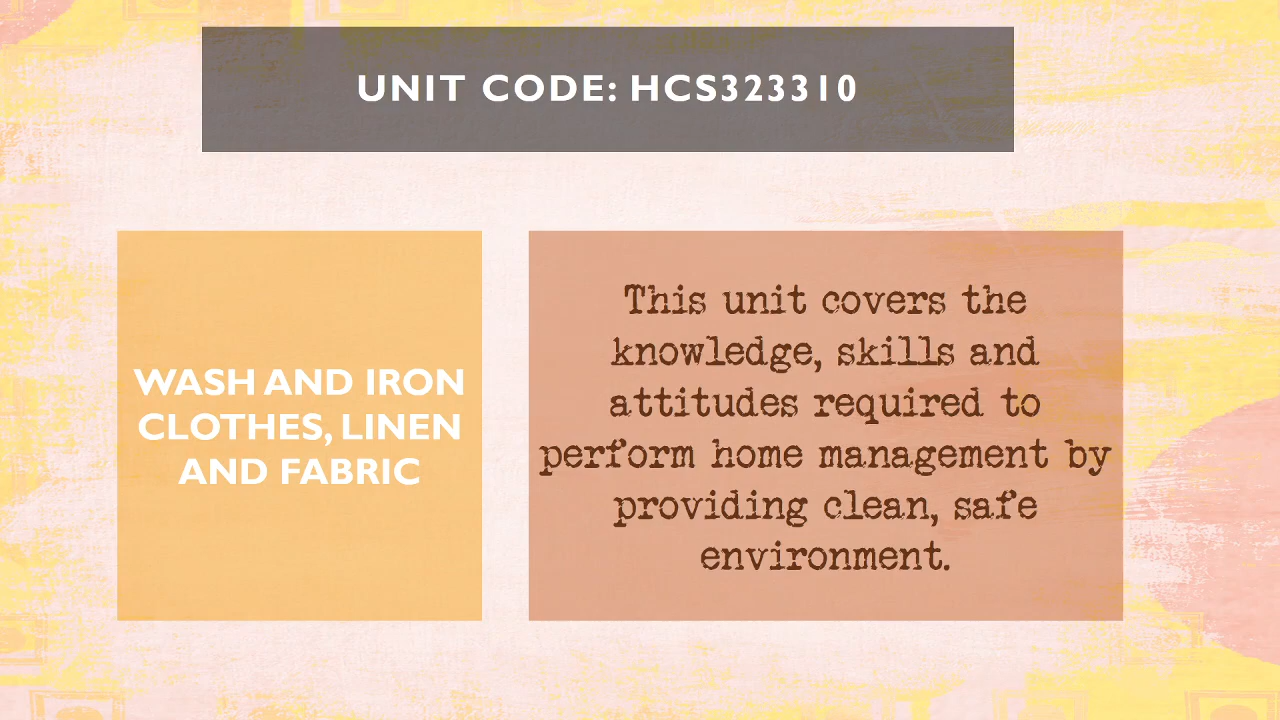 UNIT CODE: HCS323310
WASH AND IRON
CLOTHES, LINEN
AND FABRIC
This unit covers the
knowledge, skills and
attitudes required to
perform home management by
providing clean, safe
environment.